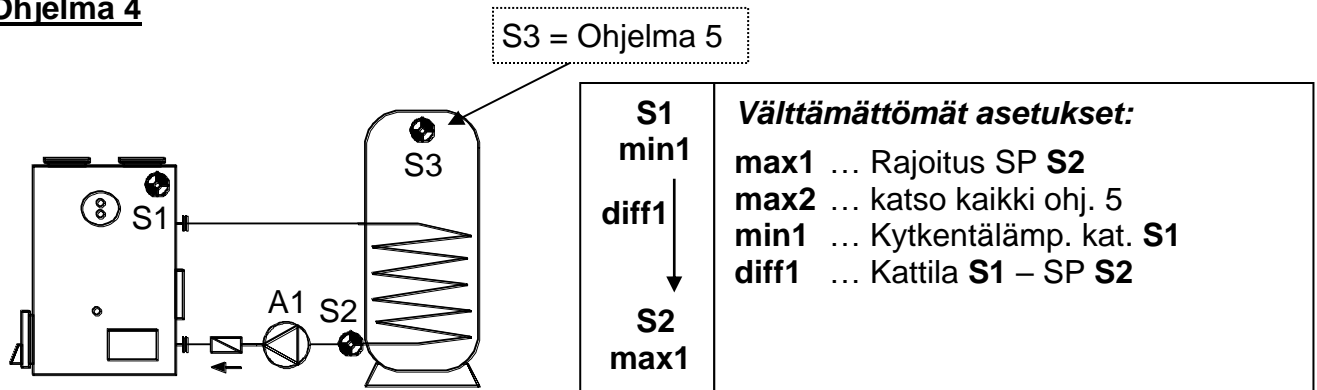 Ohjelma 4
S3 = Ohjelma 5
S3
S1
A1
S2
S1
min1
diff1
S2
max1
Välttämättömät asetukset:
max1 … Rajoitus SP S2
max2 … katso kaikki ohj. 5
min1 … Kytkentälämp. kat. S1
diff1 … Kattila S1 – SP S2